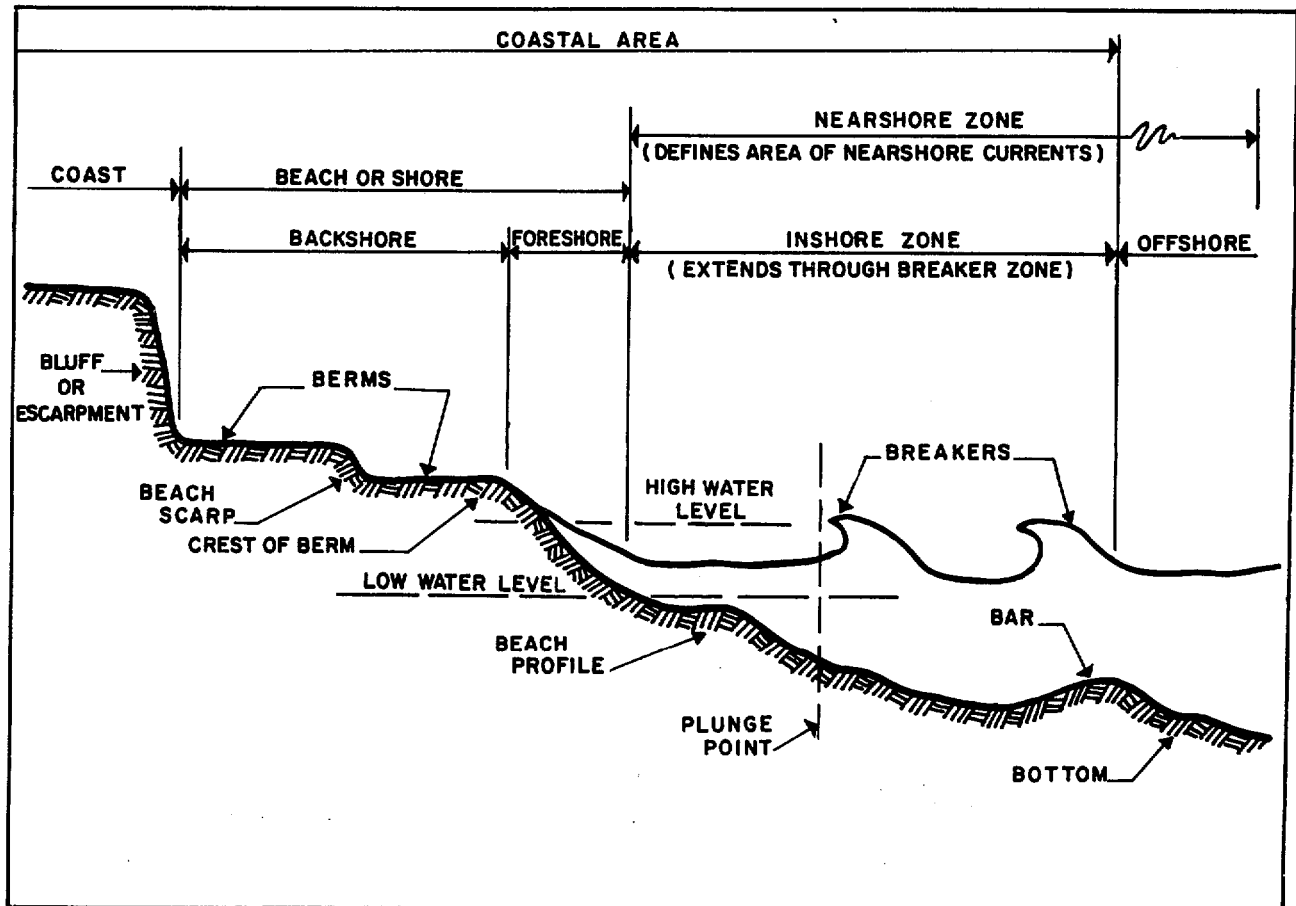 COASTAL AREA
NEARSHORE ZONE
(DEFINES AREA OF NEARSHORE CURRENTS)
COAST
BEACH OR SHORE
BACKSHORE
FORESHORE
INSHORE ZONE
(EXTENDS THROUGH BREAKER ZONE)
OFFSHORE
BLUFF
OR
ESCARPMENT
BERMS
BREAKERS
BEACH
SCARP
HIGH WATER
LEVEL
CREST OF BERM
LOW WATER LEVEL
BEACH
PROFILE
BAR
PLUNGE
POINT
BOTTOM